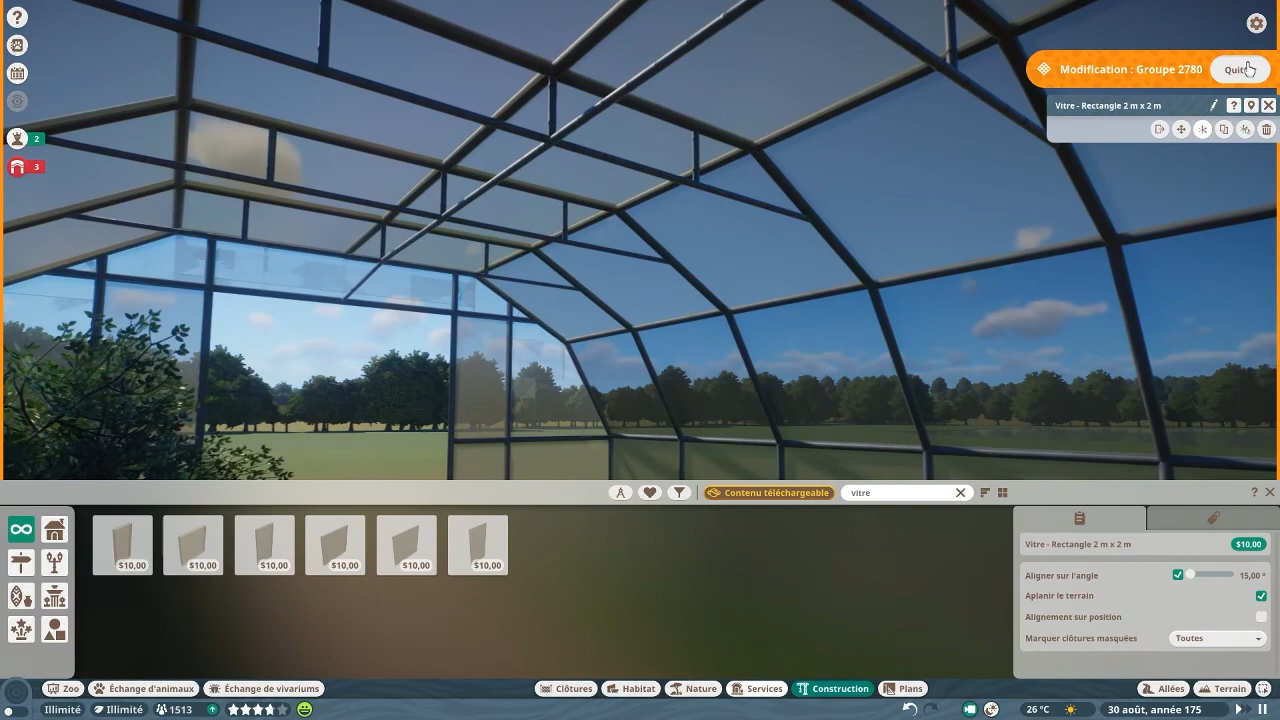 ?
2
3
Modification : Groupe 2780
Quit
Vitre - Rectangle 2 m x 2 m
?
Contenu téléchargeable
vitre
?
$10,00
$10,00
$10,00
$10,00
$10,00
$10,00
Vitre - Rectangle 2 m x 2 m
$10,00
Aligner sur l'angle
15,00 °
Aplanir le terrain
Alignement sur position
Marquer clôtures masquées
Toutes
Zoo
Échange d'animaux
Échange de vivariums
Clôtures
Habitat
Nature
Services
Construction
Plans
Allées
Terrain
Illimité
Illimité
1513
26 °C
30 août, année 175